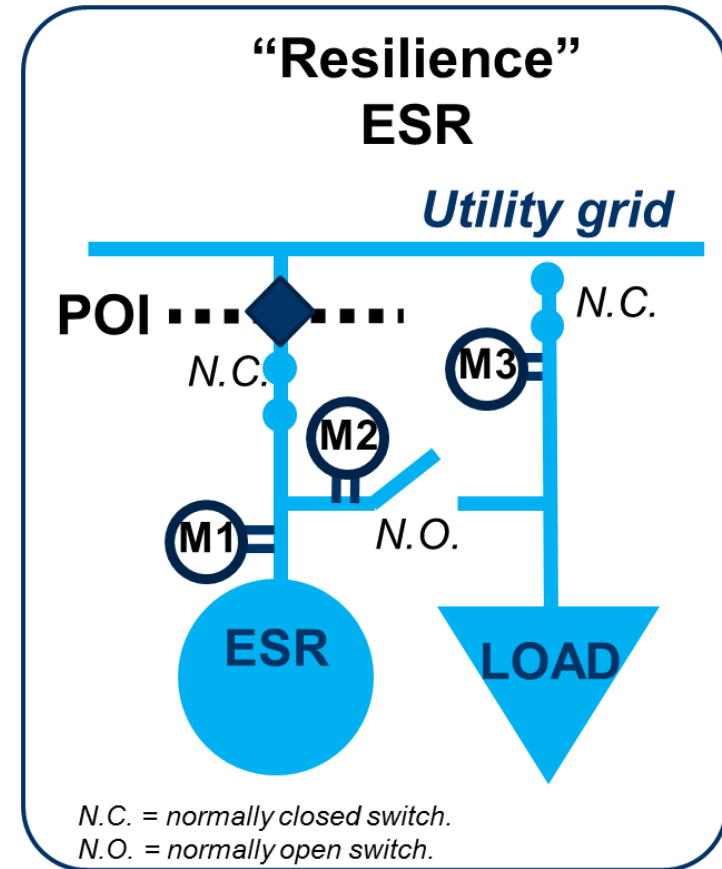 “Resilience”
ESR
Utility grid
POI
N.C.
N.C.
M3
M2
M1
N.O.
ESR
LOAD
N.C. = normally closed switch.
N.O. = normally open switch.